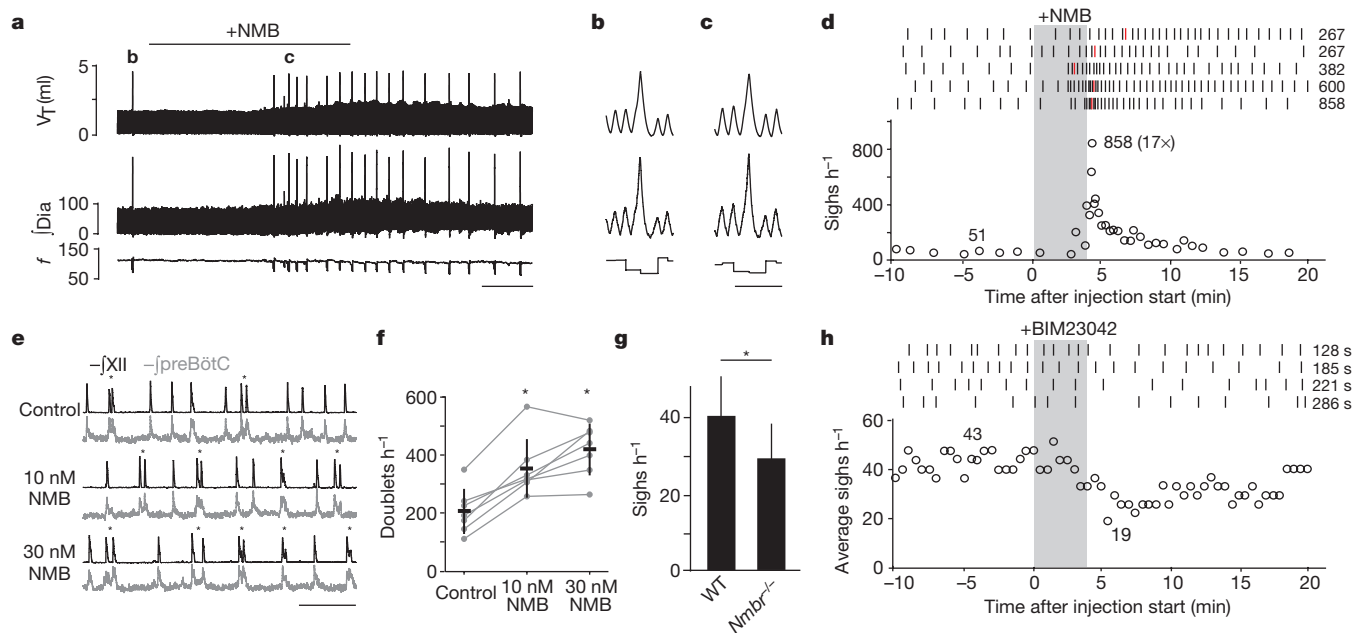 a
+NMB
b
c
5
0
VT (ml)
100
0
∫Dia
150
50
f
b
c
d
+NMB
267
267
382
600
858
858 (17×)
51
800
400
0
Sighs h−1
−10
−5
0
5
10
15
20
Time after injection start (min)
e
−∫XII
−∫preBötC
Control
* *
10 nM
NMB
* * * *
30 nM
NMB
* * * * *
f
* *
600
400
200
0
Doublets h−1
Control
10 nM
NMB
30 nM
NMB
g
*
40
20
0
Sighs h−1
WT
Nmbr−/−
h
+BIM23042
128 s
185 s
221 s
286 s
60
40
20
0
43
19
Average sighs h−1
−10
−5
0
5
10
15
20
Time after injection start (min)